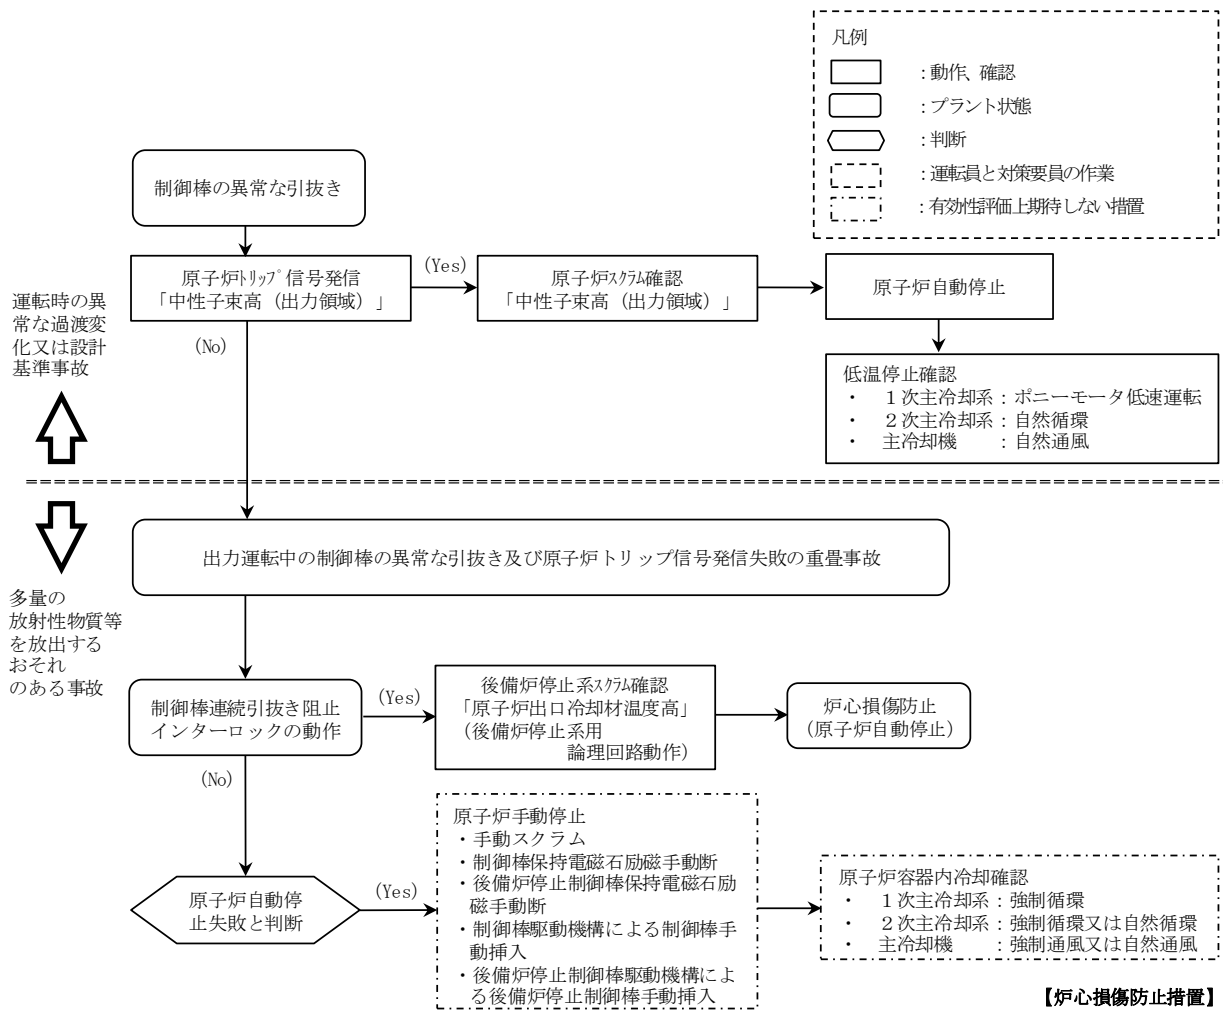 凡例
：動作、確認
：プラント状態
：判断
：運転員と対策要員の作業
：有効性評価上期待しない措置
制御棒の異常な引抜き
原子炉ﾄﾘｯﾌﾟ信号発信
「中性子束高（出力領域）」
(Yes)
原子炉ｽｸﾗﾑ確認
「中性子束高（出力領域）」
原子炉自動停止
(No)
運転時の異
常な過渡変
化又は設計
基準事故
低温停止確認
・　１次主冷却系：ポニーモータ低速運転
・　２次主冷却系：自然循環
・　主冷却機　　：自然通風
出力運転中の制御棒の異常な引抜き及び原子炉トリップ信号発信失敗の重畳事故
多量の
放射性物質等
を放出する
おそれ
のある事故
制御棒連続引抜き阻止
インターロックの動作
(Yes)
後備炉停止系ｽｸﾗﾑ確認
「原子炉出口冷却材温度高」
（後備炉停止系用
論理回路動作）
炉心損傷防止
（原子炉自動停止）
(No)
原子炉自動停
止失敗と判断
(Yes)
原子炉手動停止
・手動スクラム
・制御棒保持電磁石励磁手動断
・後備炉停止制御棒保持電磁石励
磁手動断
・制御棒駆動機構による制御棒手
動挿入
・後備炉停止制御棒駆動機構によ
る後備炉停止制御棒手動挿入
原子炉容器内冷却確認
・　１次主冷却系：強制循環
・　２次主冷却系：強制循環又は自然循環
・　主冷却機　　：強制通風又は自然通風
【炉心損傷防止措置】